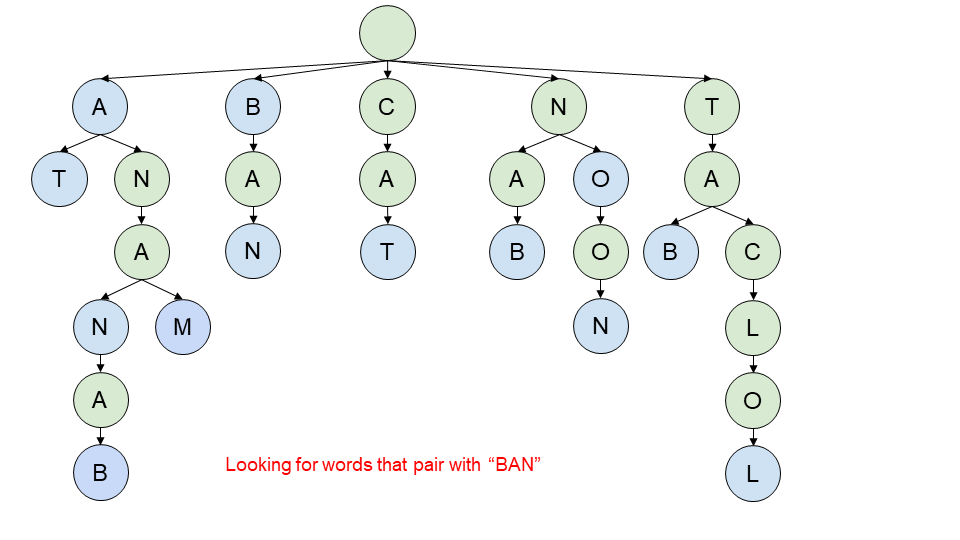 A B C N T
T N A A A O A
A N T B O B C
N M N L
A O
B L
Looking for words that pair with “BAN”